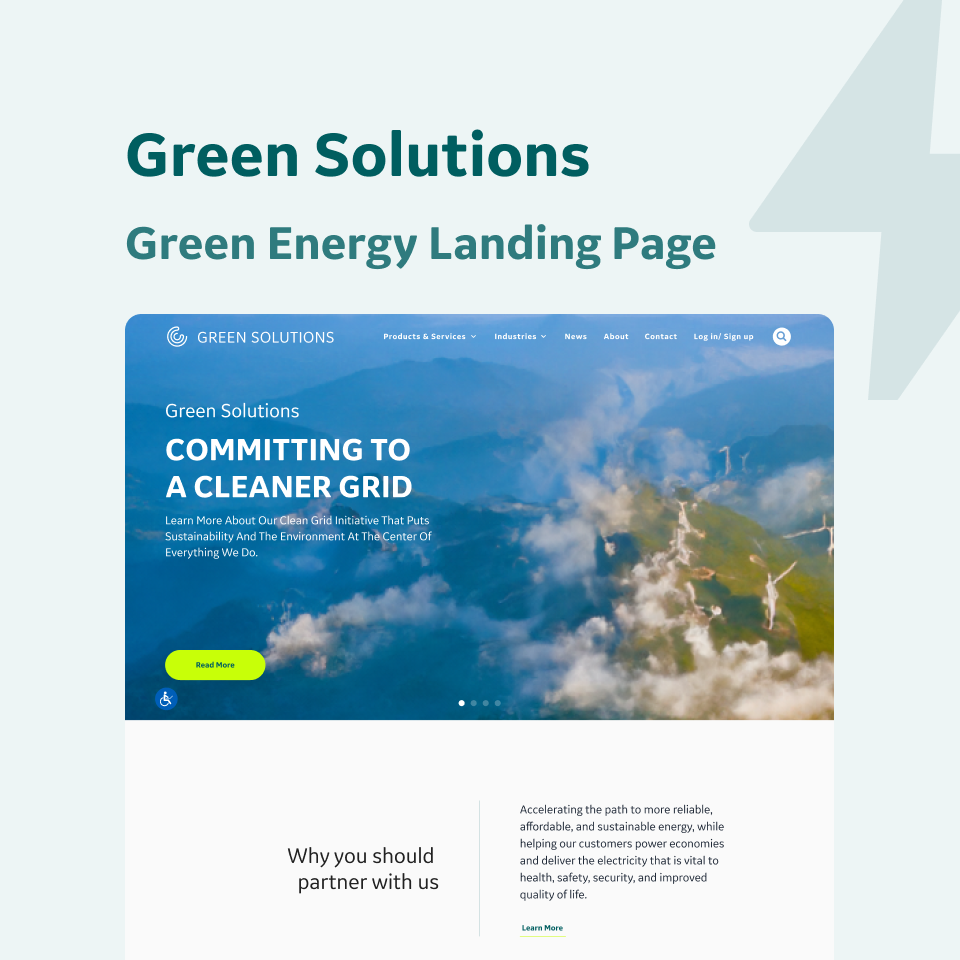 Green Solutions
Green Energy Landing Page
GREEN SOLUTIONS
Products & Services
Industries
News
About
Contact
Log in/ Sign up
Green Solutions
COMMITTING TO
A CLEANER GRID
Learn More About Our Clean Grid Initiative That Puts
Sustainability And The Environment At The Center Of
Everything We Do.
Read More
Why you should
partner with us
Accelerating the path to more reliable,
affordable, and sustainable energy, while
helping our customers power economies
and deliver the electricity that is vital to
health, safety, security, and improved
quality of life.
Learn More